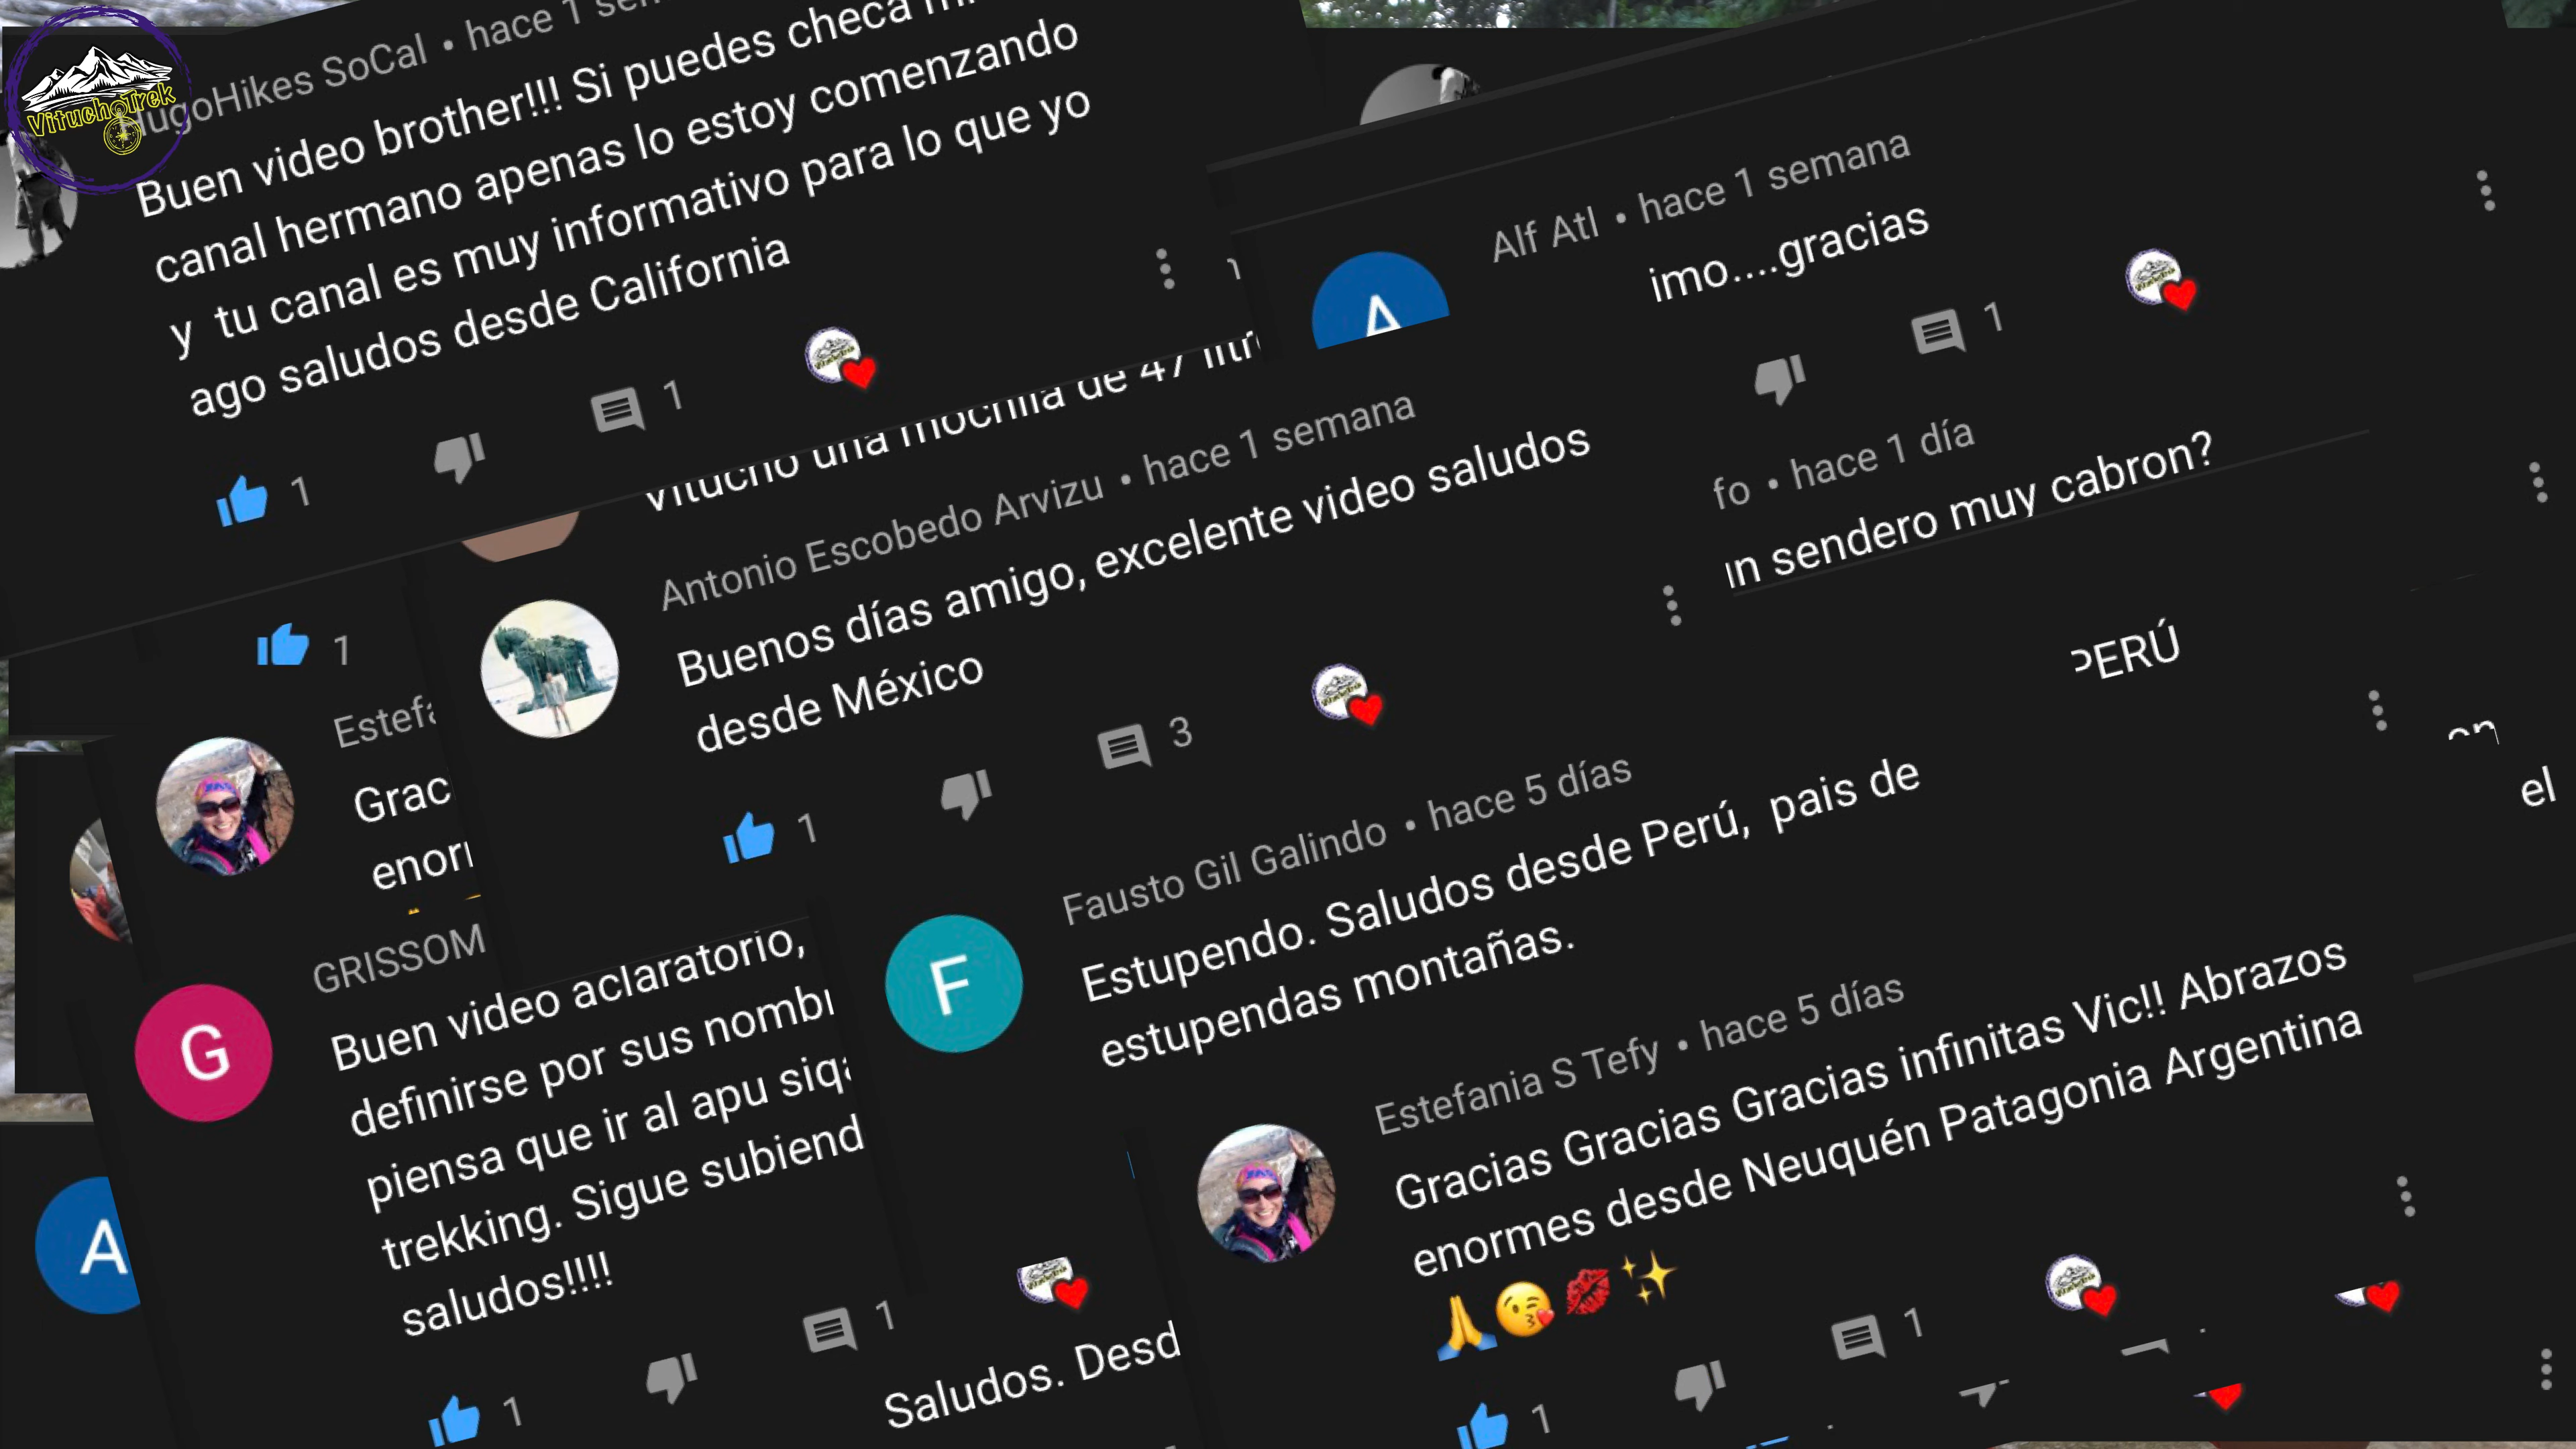 VituchoTrek
HugoHikes SoCal • hace 1
Buen video brother!!! Si puedes checa
canal hermano apenas lo estoy comenzando
y tu canal es muy informativo para lo que yo
ago saludos desde California
1
1
Alf Atl • hace 1 semana
imo....gracias
1
Vitucho una mochila de 47
fo • hace 1 día
sendero muy cabron?
Antonio Escobedo Arvizu • hace 1 semana
Buenos días amigo, excelente video saludos
desde México
3
1
1
PERÚ
el
Estefa
Grac
enor
GRISSOM
Buen video aclaratorio,
definirse por sus nomb
piensa que ir al apu siq
trekking. Sigue subiend
saludos!!!!
1
1
G
A
A
F
Fausto Gil Galindo • hace 5 días
Estupendo. Saludos desde Perú, pais de
estupendas montañas.
Estefania S Tefy • hace 5 días
Gracias Gracias Gracias infinitas Vic!! Abrazos
enormes desde Neuquén Patagonia Argentina
🙏😘💋✨
1
1
Saludos. Desd